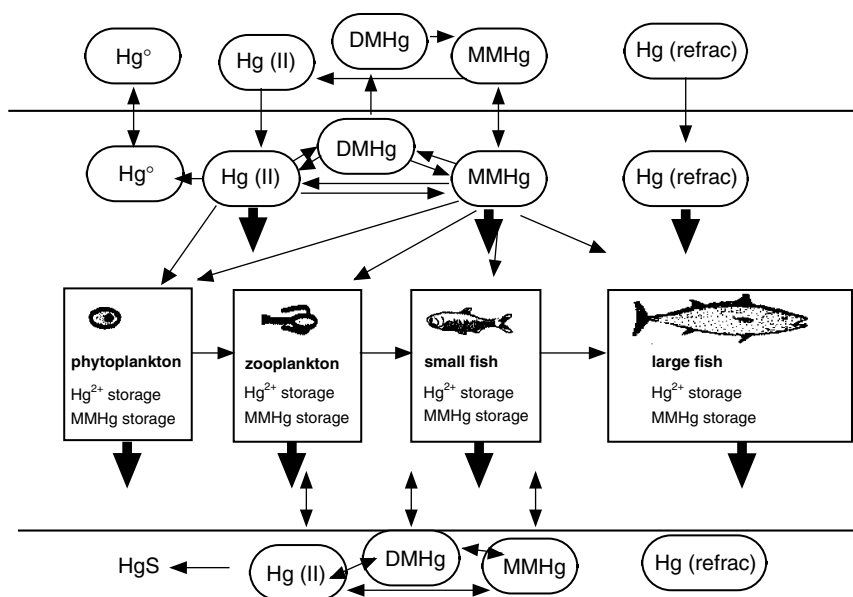 Hg° Hg (II) DMHg MMHg Hg (refrac)
Hg° Hg (II) DMHg MMHg Hg (refrac)
phytoplankton
Hg²⁺ storage
MMHg storage
zooplankton
Hg²⁺ storage
MMHg storage
small fish
Hg²⁺ storage
MMHg storage
large fish
Hg²⁺ storage
MMHg storage
HgS Hg (II) DMHg MMHg Hg (refrac)